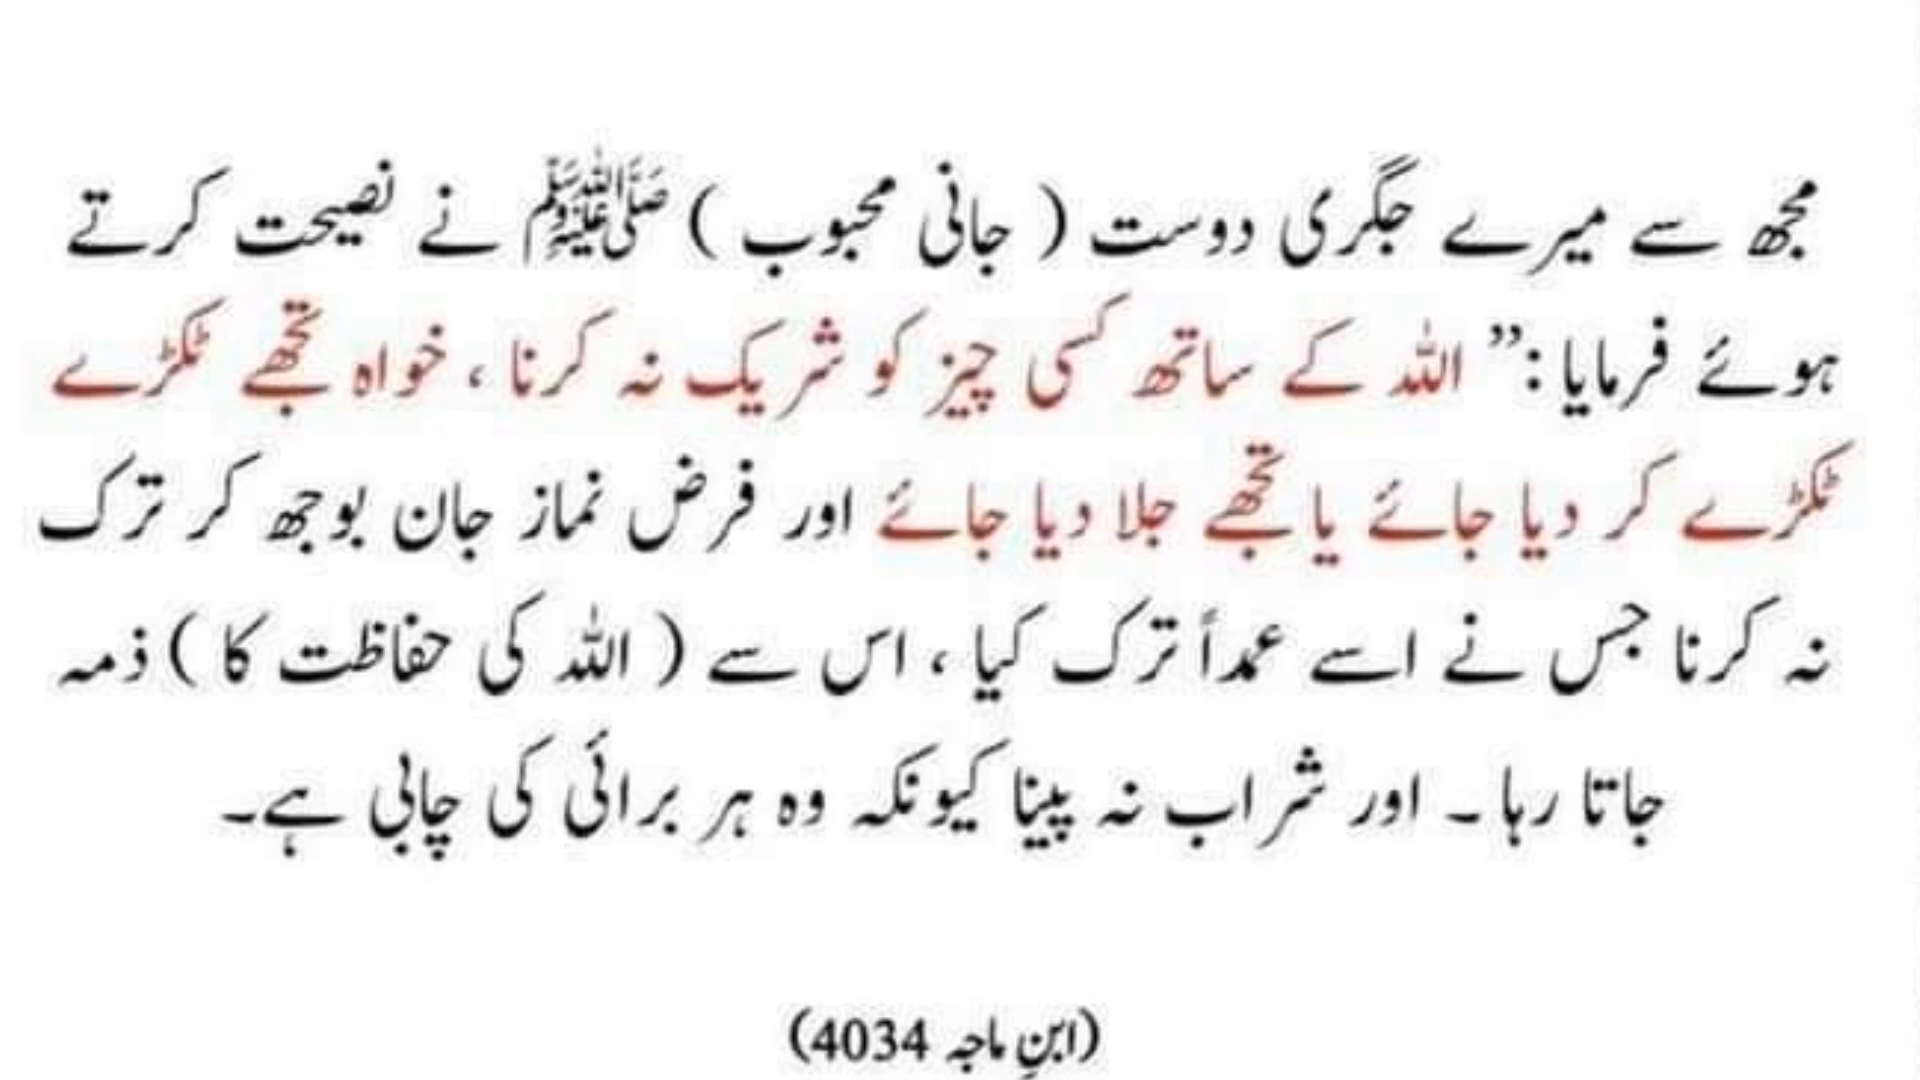 مجھ سے میرے جگری دوست ( جانی محبوب ) ﷺ نے نصیحت کرتے
ہوئے فرمایا :” اللہ کے ساتھ کسی چیز کو شریک نہ کرنا ، خواہ تجھے ٹکڑے
ٹکڑے کر دیا جائے یا تجھے جلا دیا جائے اور فرض نماز جان بوجھ کر ترک
نہ کرنا جس نے اسے عمداً ترک کیا ، اس سے ( اللہ کی حفاظت کا ) ذمہ
جاتا رہا ۔ اور شراب نہ پینا کیونکہ وہ ہر برائی کی چابی ہے۔
(ابنِ ماجہ 4034)